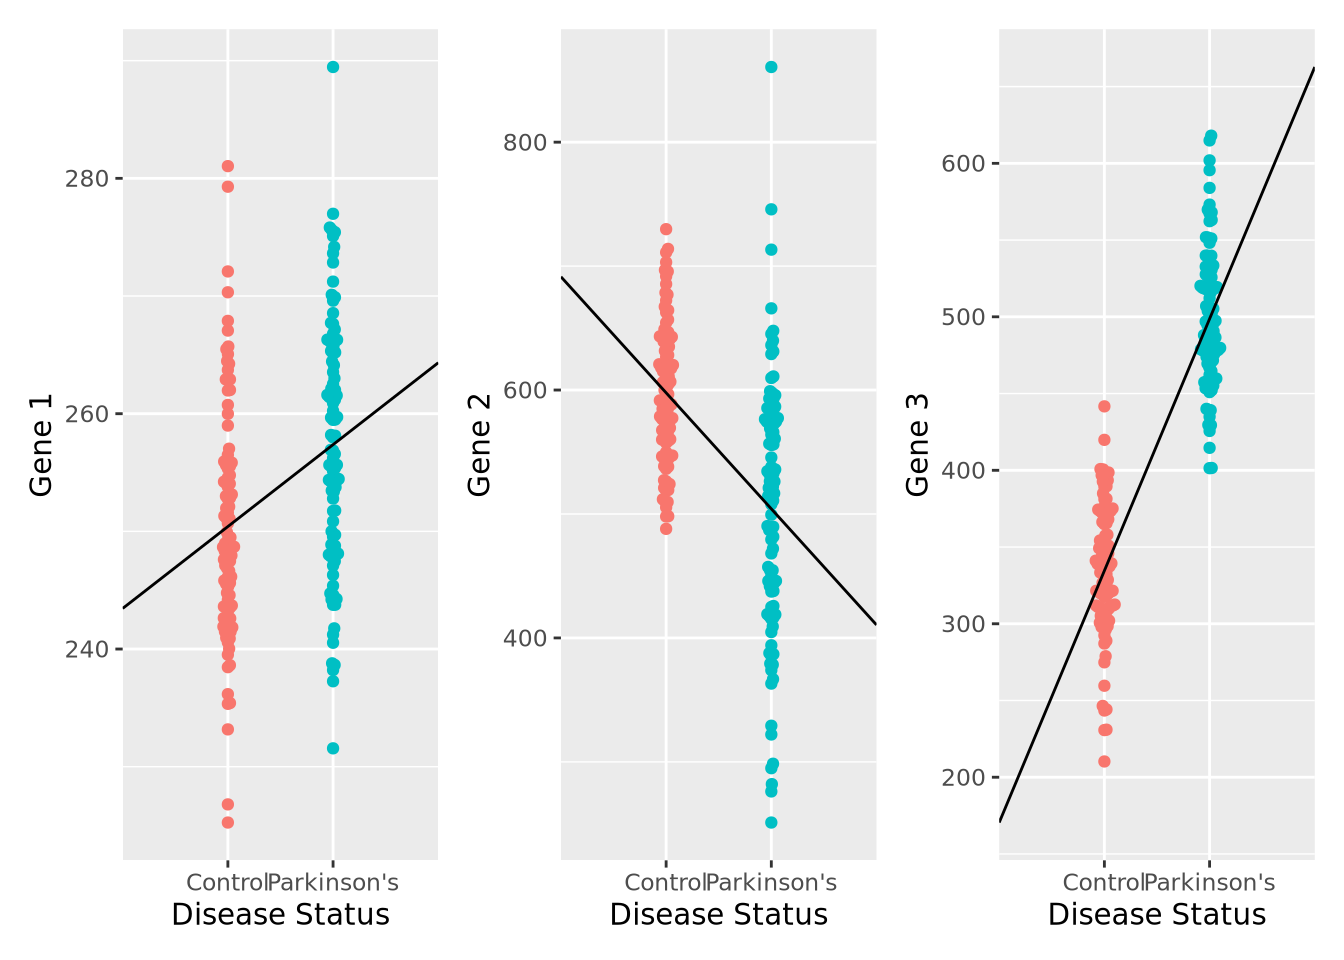 Gene 1
280
260
240
Control Parkinson's
Disease Status
Gene 2
800
600
400
Control Parkinson's
Disease Status
Gene 3
600
500
400
300
200
Control Parkinson's
Disease Status